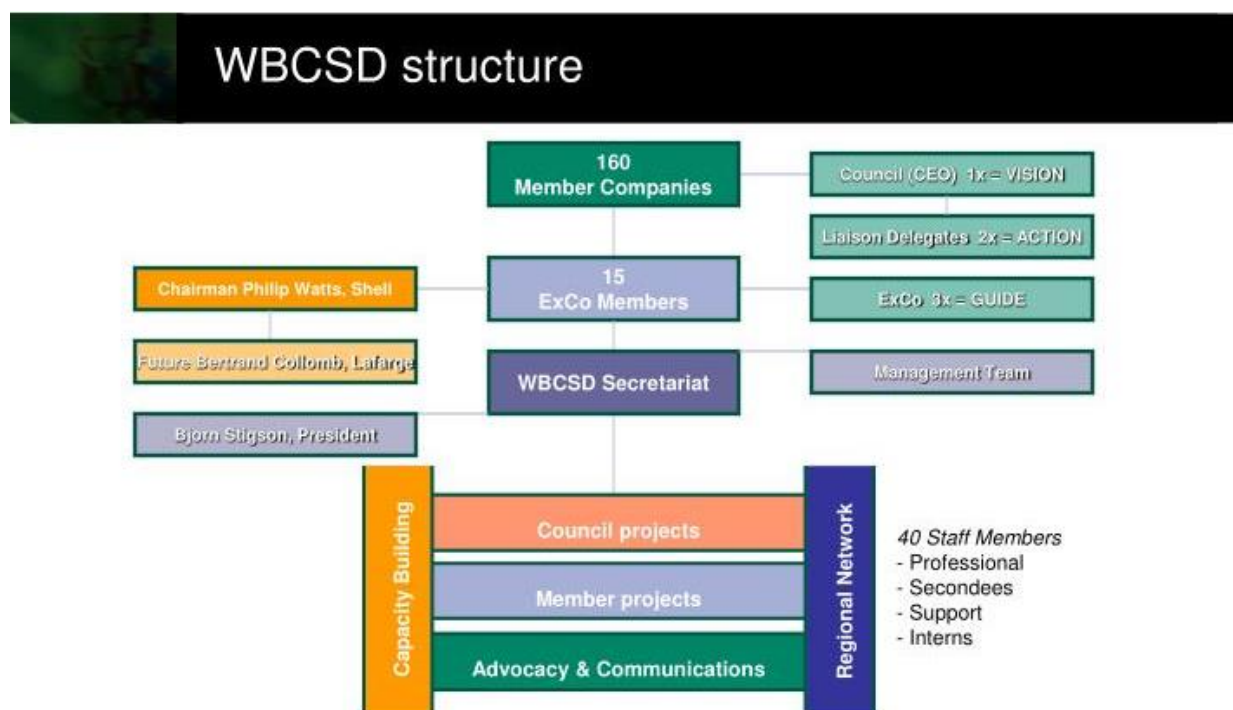 WBCSD structure
160
Member Companies
Council (CEO) 1x = VISION
Liaison Delegates 2x = ACTION
15
ExCo Members
Chairman Philip Watts, Shell
ExCo 3x = GUIDE
Future Bertrand Collomb, Lafarge
WBCSD Secretariat
Management Team
Bjorn Stigson, President
Capacity Building
Council projects
Member projects
Advocacy & Communications
Regional Network
40 Staff Members
- Professional
- Secondees
- Support
- Interns